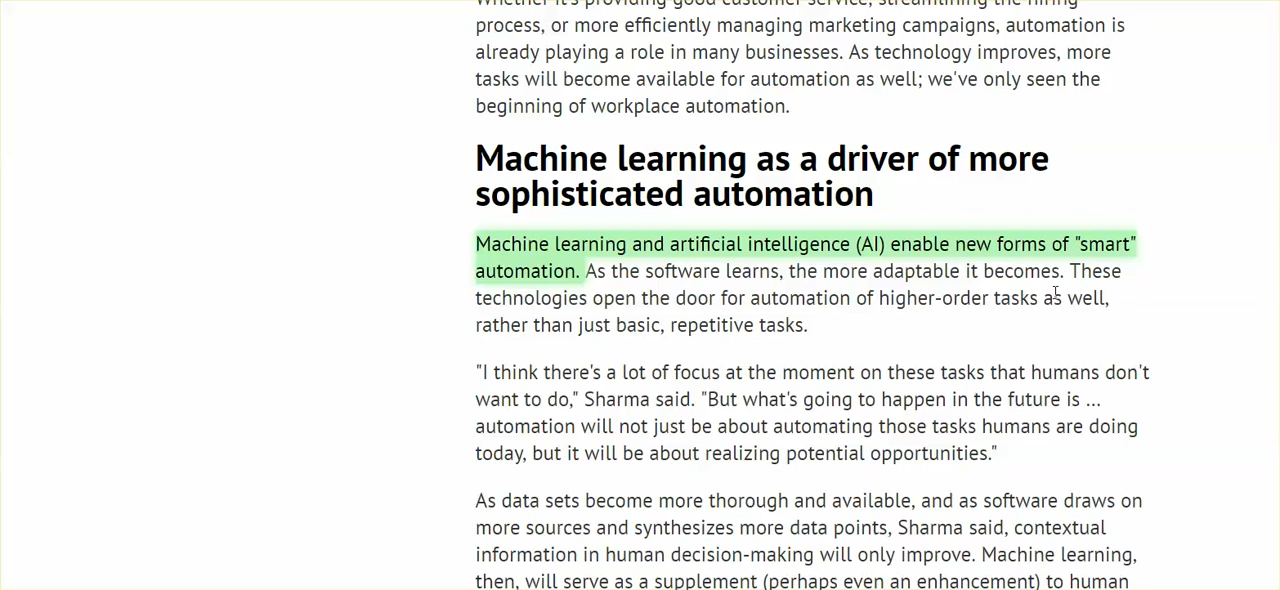 Whether it's providing good customer service, streamlining the hiring
process, or more efficiently managing marketing campaigns, automation is
already playing a role in many businesses. As technology improves, more
tasks will become available for automation as well; we've only seen the
beginning of workplace automation.
Machine learning as a driver of more
sophisticated automation
Machine learning and artificial intelligence (AI) enable new forms of "smart"
automation. As the software learns, the more adaptable it becomes. These
technologies open the door for automation of higher-order tasks as well,
rather than just basic, repetitive tasks.
"I think there's a lot of focus at the moment on these tasks that humans don't
want to do," Sharma said. "But what's going to happen in the future is ...
automation will not just be about automating those tasks humans are doing
today, but it will be about realizing potential opportunities."
As data sets become more thorough and available, and as software draws on
more sources and synthesizes more data points, Sharma said, contextual
information in human decision-making will only improve. Machine learning,
then, will serve as a supplement (perhaps even an enhancement) to human